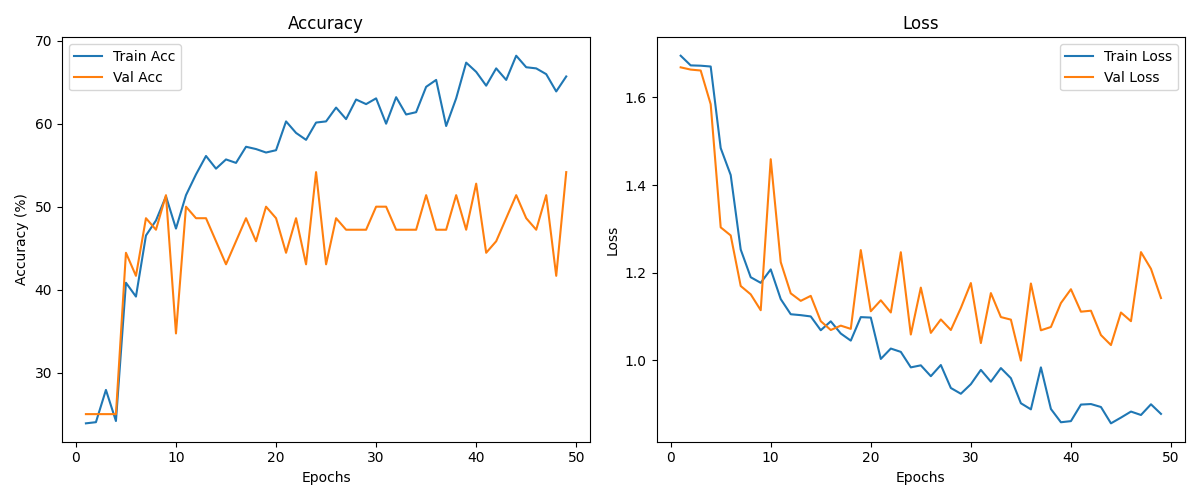 Accuracy
70
60
50
40
30
Accuracy (%)
Train Acc
Val Acc
0
10
20
30
40
50
Epochs
Loss
1.6
1.4
1.2
1.0
Loss
Train Loss
Val Loss
0
10
20
30
40
50
Epochs